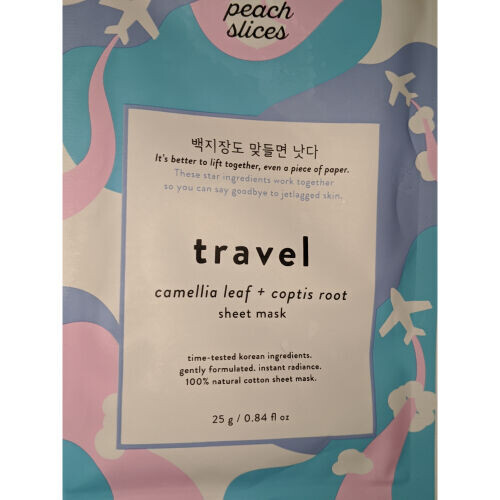 peach
slices
백지장도 맞들면 낫다
It's better to lift together, even a piece of paper.
These star ingredients work together
so you can say goodbye to jetlagged skin.
travel
camellia leaf + coptis root
sheet mask
time-tested korean ingredients.
gently formulated. instant radiance.
100% natural cotton sheet mask.
25 g / 0.84 fl oz